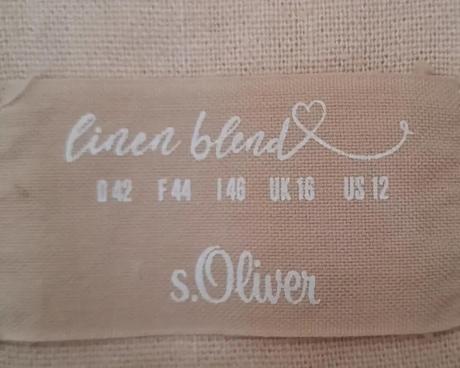 linen blend
D 42 F 44 I 46 UK 16 US 12
s.Oliver